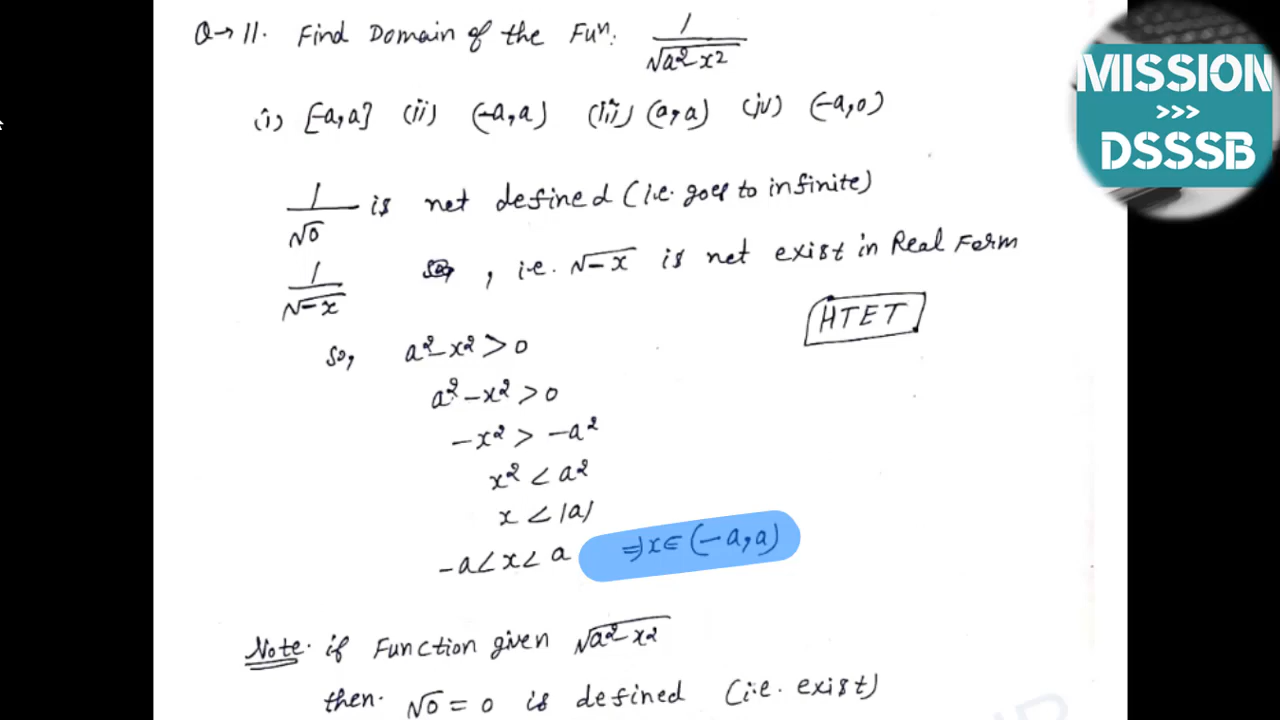 Q→ 11. Find Domain of the Funⁿ. 1/√a²-x²
(i) [-a,a] (ii) (-a,a) (iii) (a,a) (iv) (-a,0)
1/√0 is not defined (i.e. goes to infinite)
1/√-x so, i.e. √-x is not exist in Real Form
HTET
so, a²-x² > 0
a² -x² > 0
-x² > -a²
x² < a²
x < |a|
-a < x < a ⇒ x ∈ (-a,a)
Note. if Function given √a²-x²
then. √0 = 0 is defined (i.e. exist)
MISSION
>>>
DSSSB